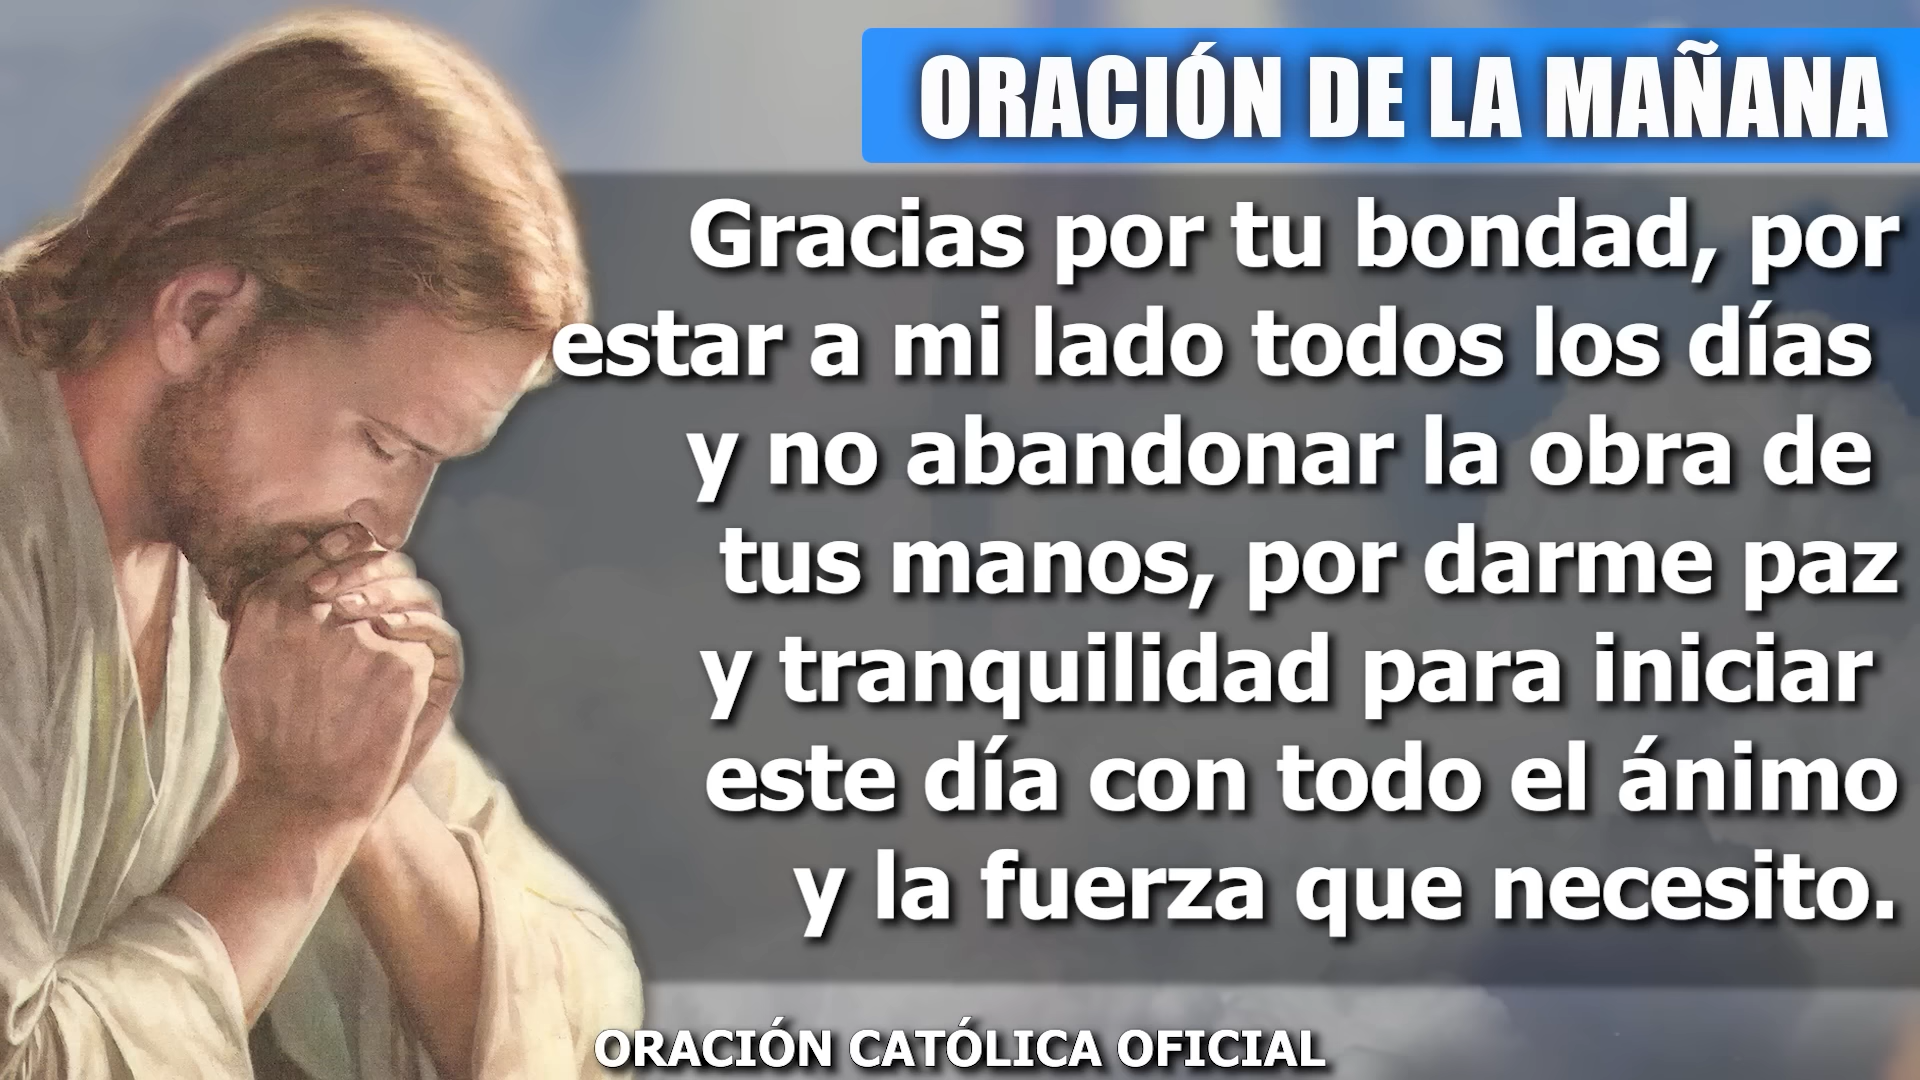 ORACIÓN DE LA MAÑANA
Gracias por tu bondad, por
estar a mi lado todos los días
y no abandonar la obra de
tus manos, por darme paz
y tranquilidad para iniciar
este día con todo el ánimo
y la fuerza que necesito.
ORACIÓN CATÓLICA OFICIAL